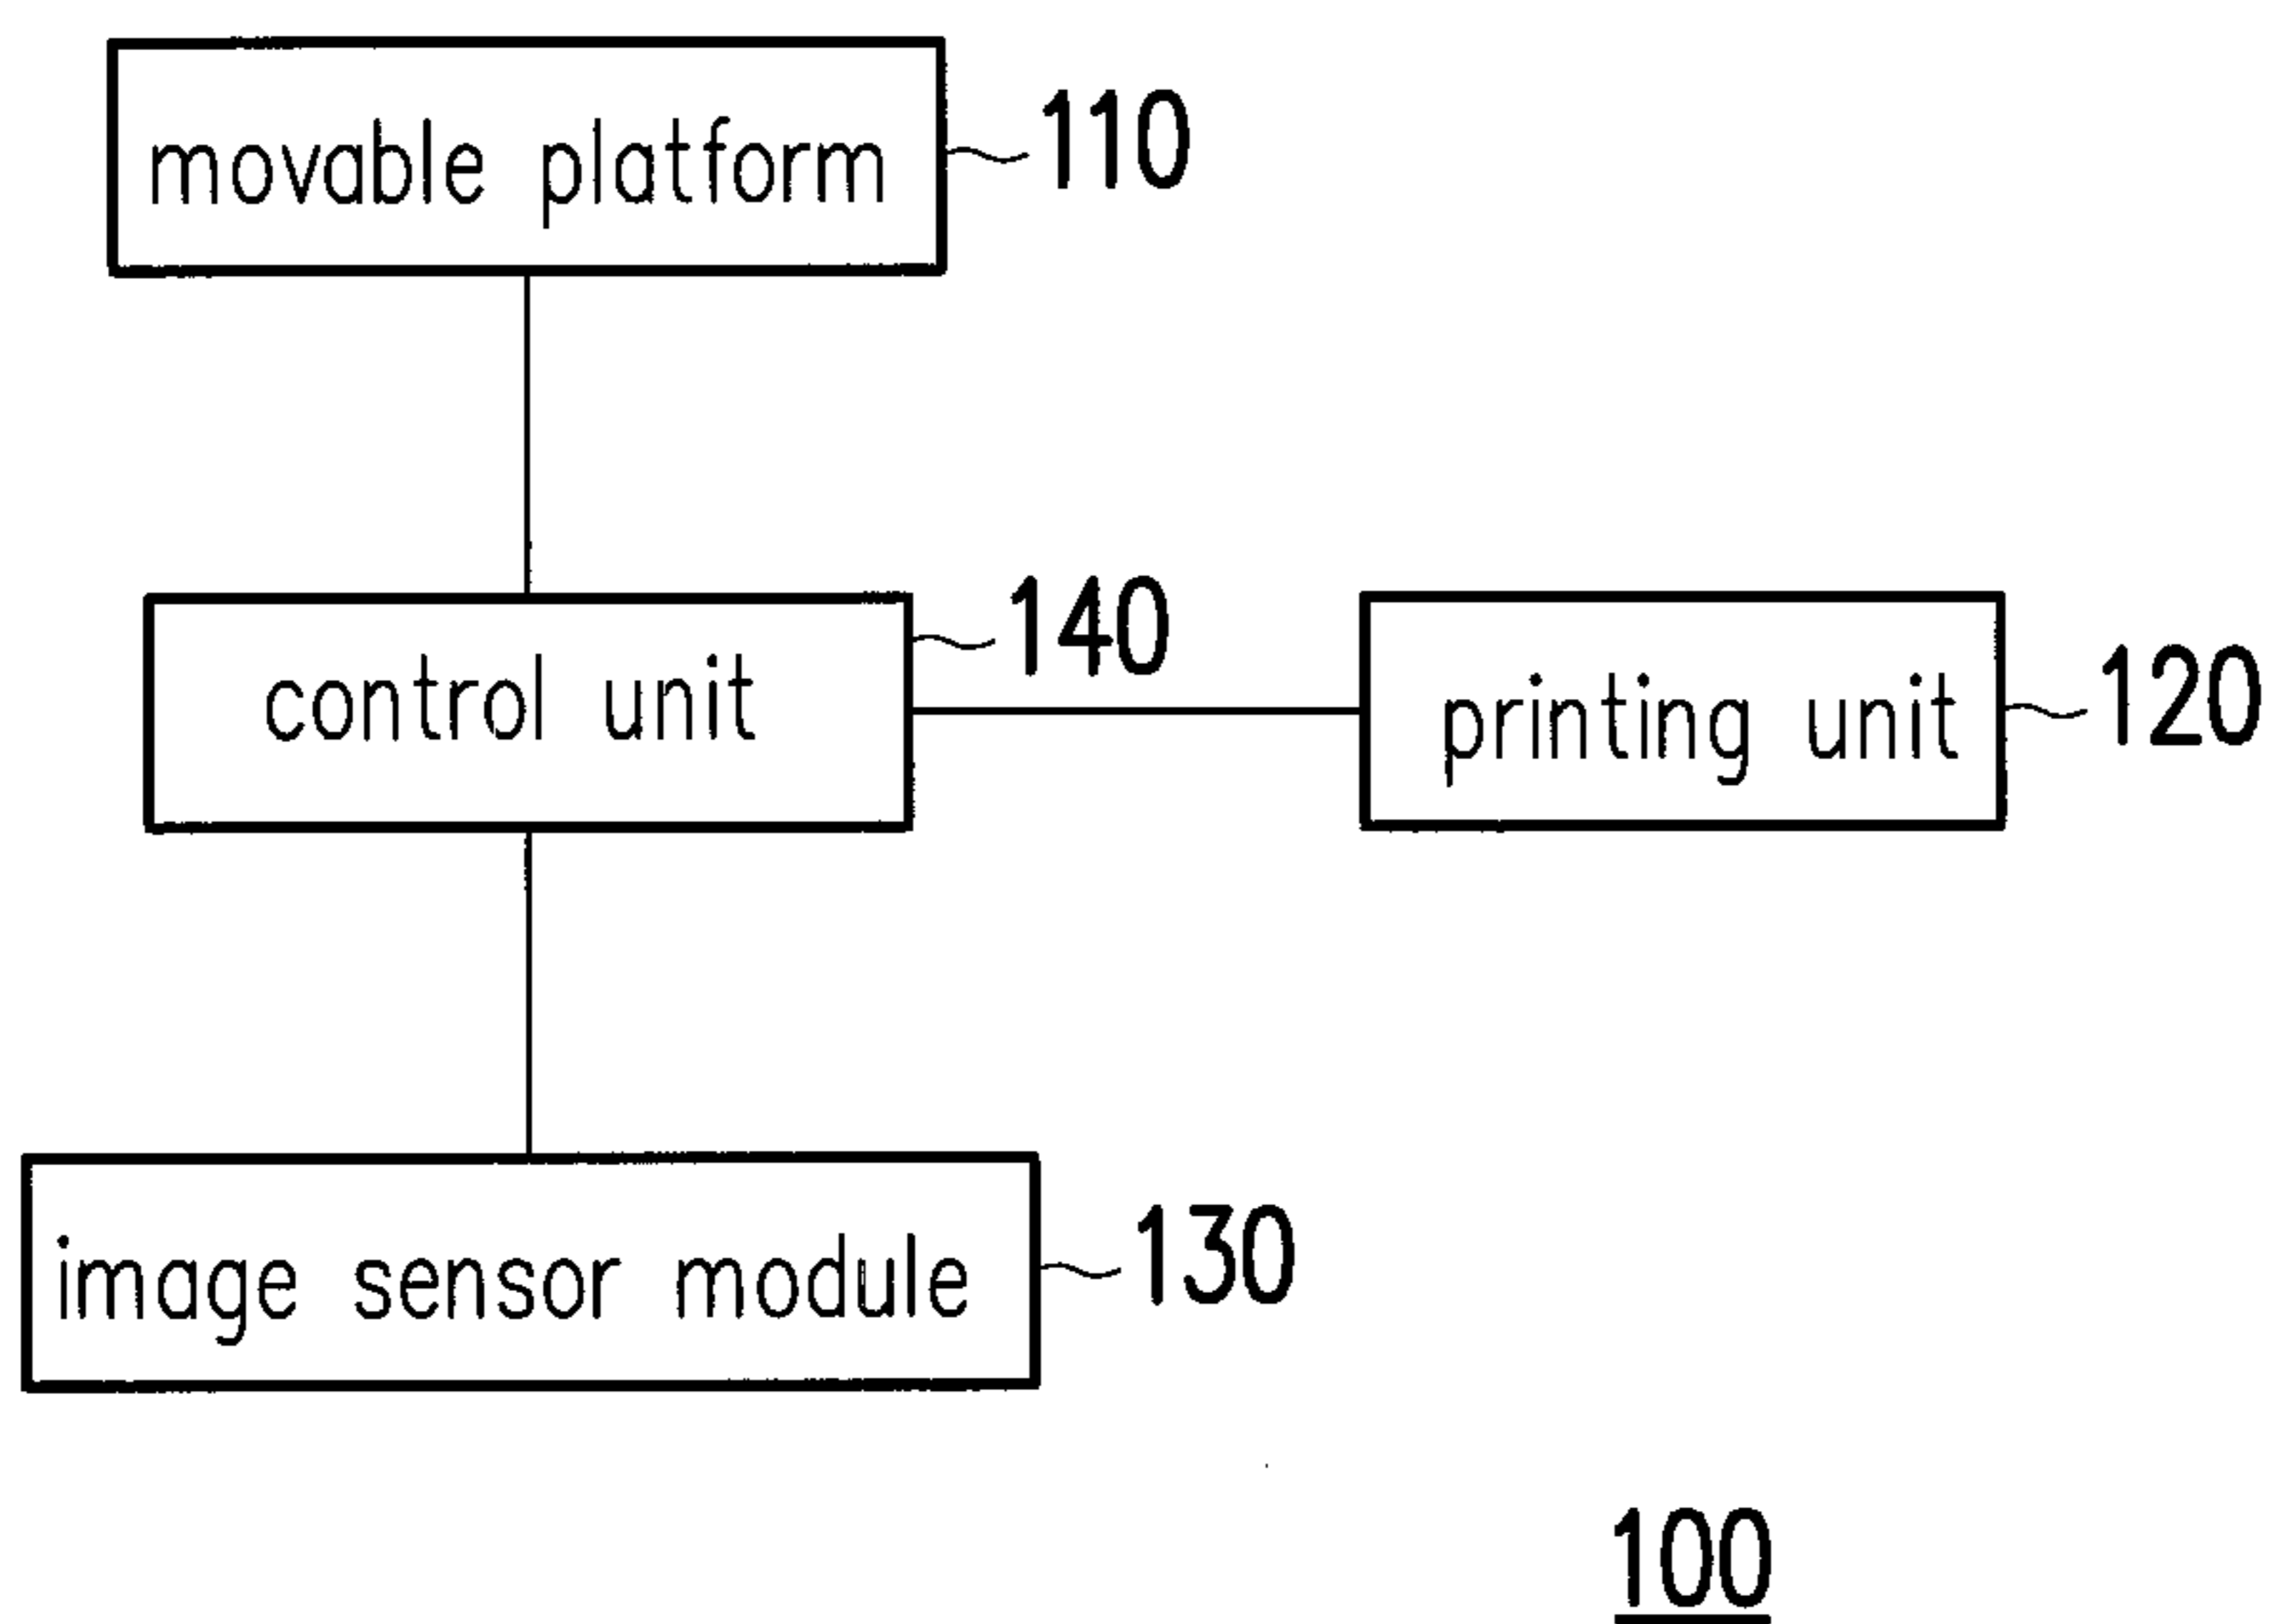 movable platform
110
control unit
140
printing unit
120
image sensor module
130
100